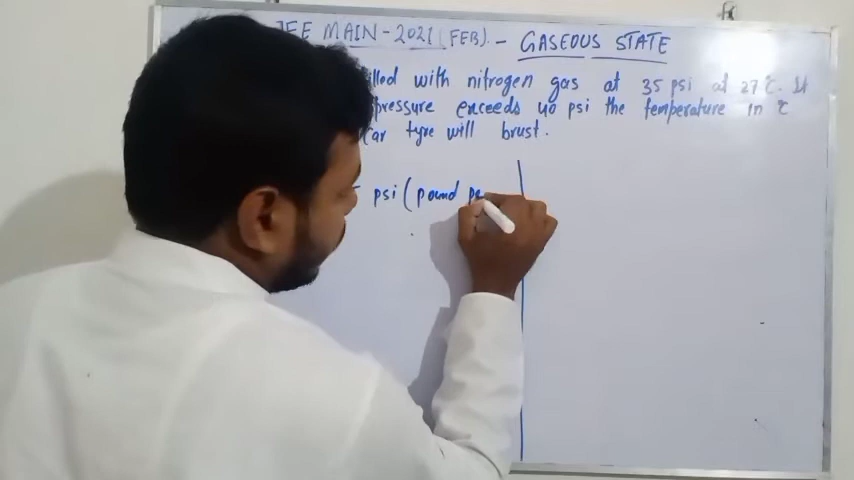 JEE MAIN - 2021 (FEB). - GASEOUS STATE
filled with nitrogen gas at 35 psi at 27°C. It
pressure exceeds 40 psi the temperature in °C
Car tyre will brust.
psi (pound pe